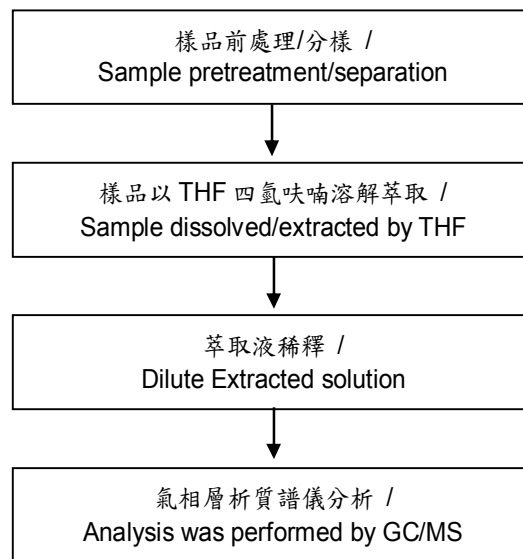 樣品前處理/分樣 /
Sample pretreatment/separation
樣品以 THF 四氫呋喃溶解萃取 /
Sample dissolved/extracted by THF
萃取液稀釋 /
Dilute Extracted solution
氣相層析質譜儀分析 /
Analysis was performed by GC/MS